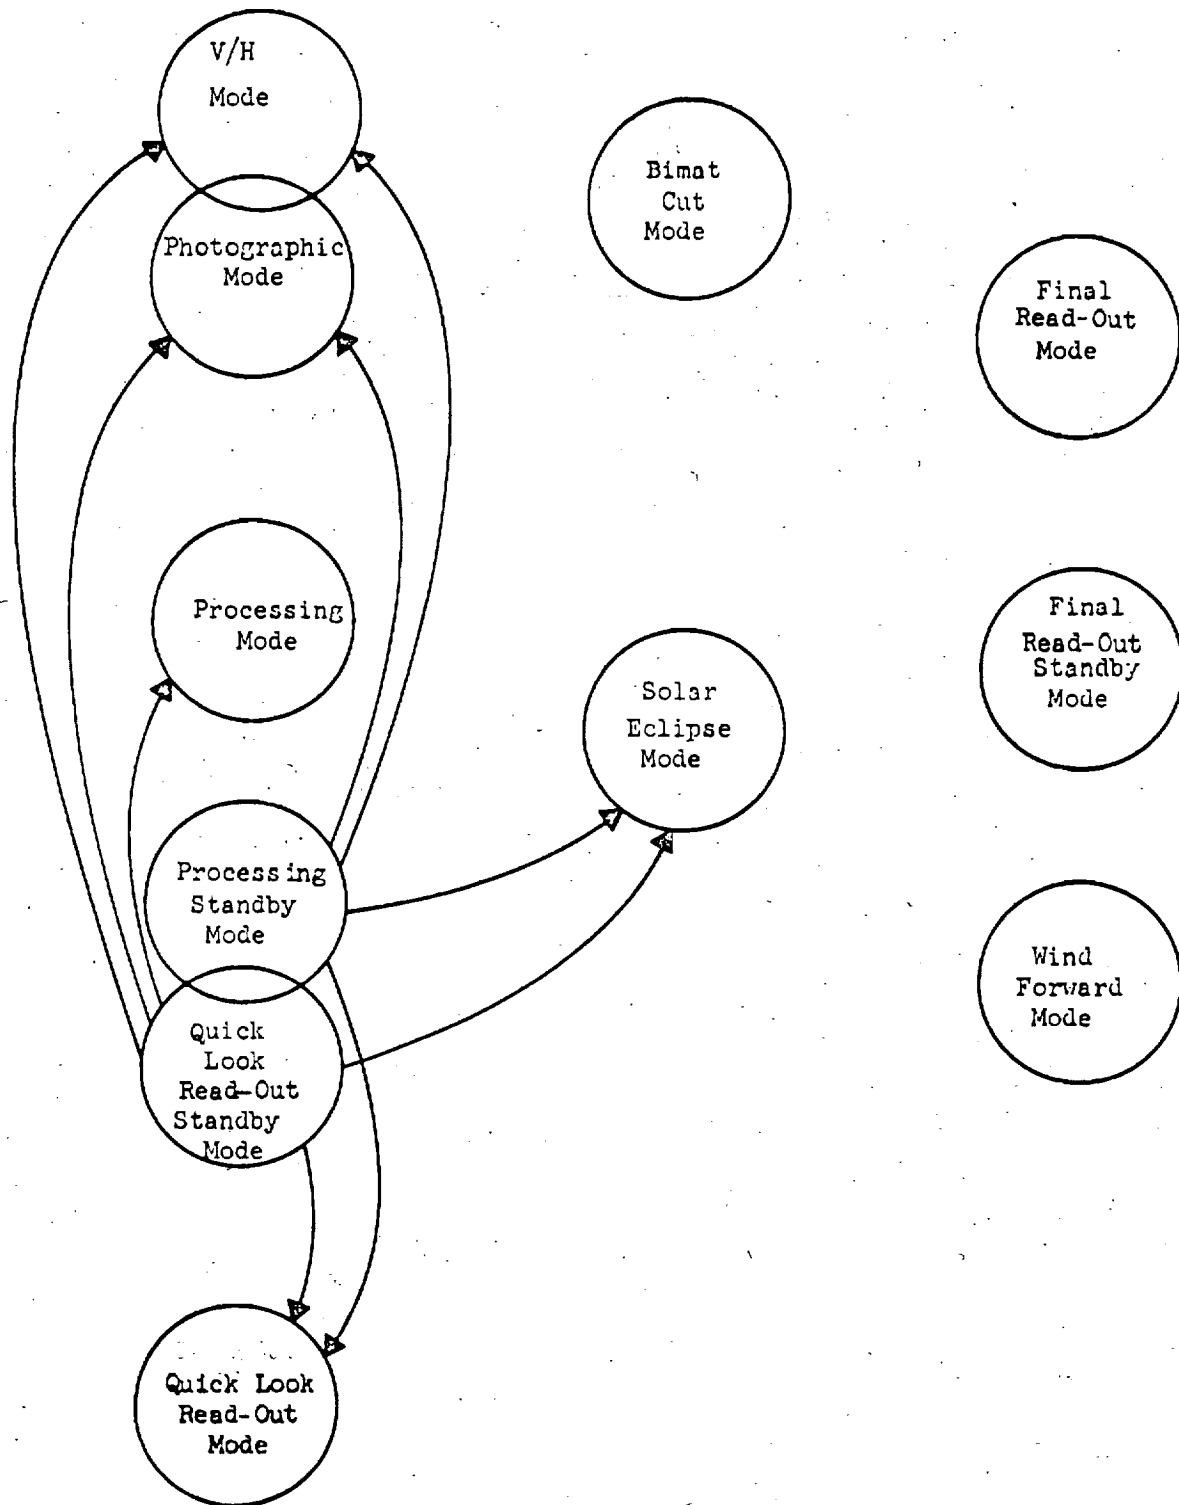 V/H
Mode
Photographic
Mode
Processing
Mode
Processing
Standby
Mode
Quick
Look
Read-Out
Standby
Mode
Quick Look
Read-Out
Mode
Bimat
Cut
Mode
Solar
Eclipse
Mode
Final
Read-Out
Mode
Final
Read-Out
Standby
Mode
Wind
Forward
Mode